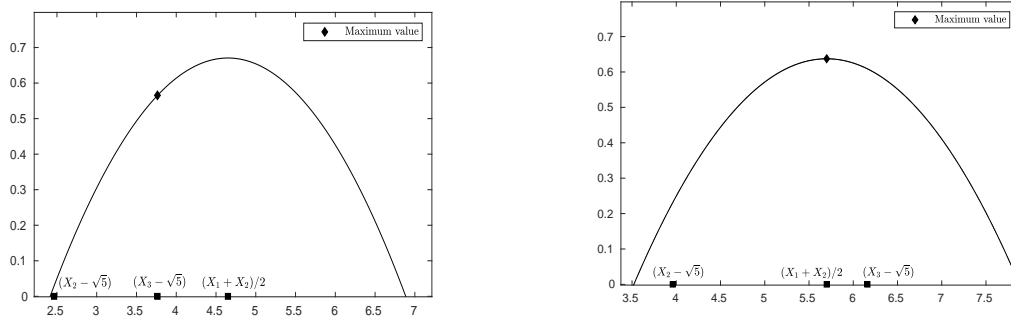 Maximum value
0.7
0.6
0.5
0.4
0.3
0.2
0.1
0
(X₂ − √5) (X₃ − √5) (X₁ + X₂)/2
2.5 3 3.5 4 4.5 5 5.5 6 6.5 7
Maximum value
0.7
0.6
0.5
0.4
0.3
0.2
0.1
0
(X₂ − √5) (X₁ + X₂)/2 (X₃ − √5)
3.5 4 4.5 5 5.5 6 6.5 7 7.5